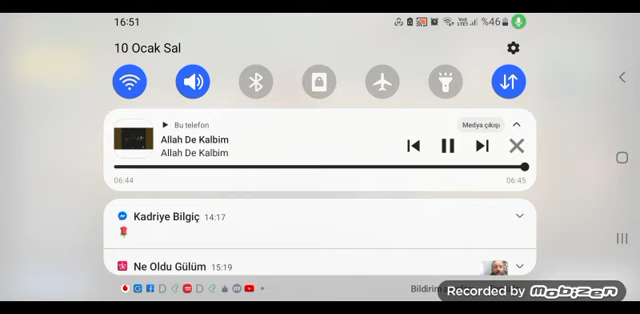 16:51
%46
10 Ocak Sal
Bu telefon
Medya çıkışı
Allah De Kalbim
Allah De Kalbim
06:44
06:45
Kadriye Bilgiç 14:17
Ne Oldu Gülüm 15:19
Bildirim
Recorded by Mobizen